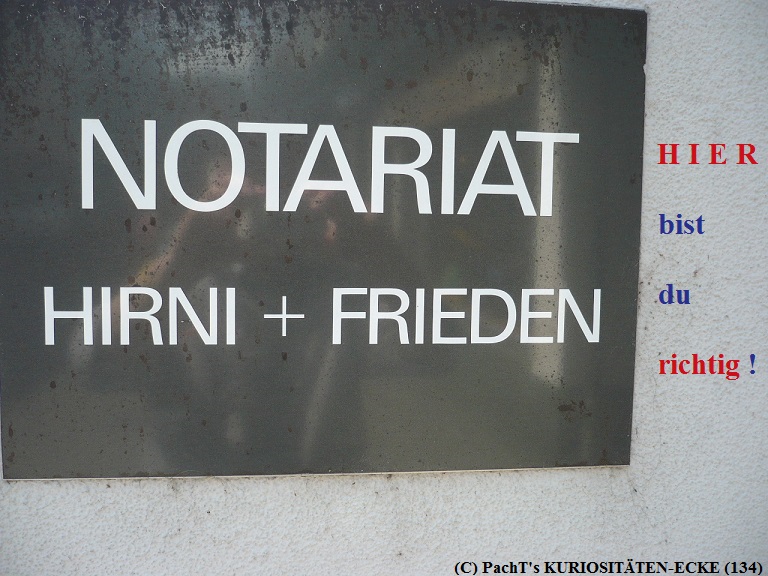 NOTARIAT
HIRNI + FRIEDEN
H I E R
bist
du
richtig !
(C) PachT's KURIOSITÄTEN-ECKE (134)